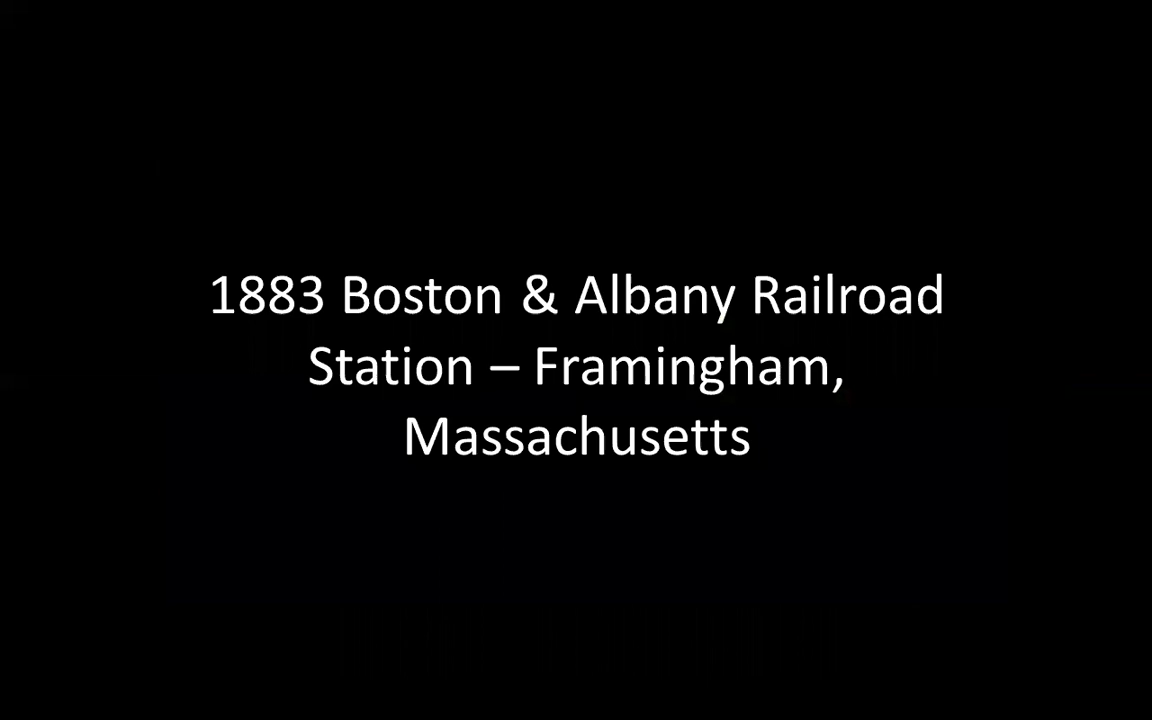 1883 Boston & Albany Railroad
Station – Framingham,
Massachusetts